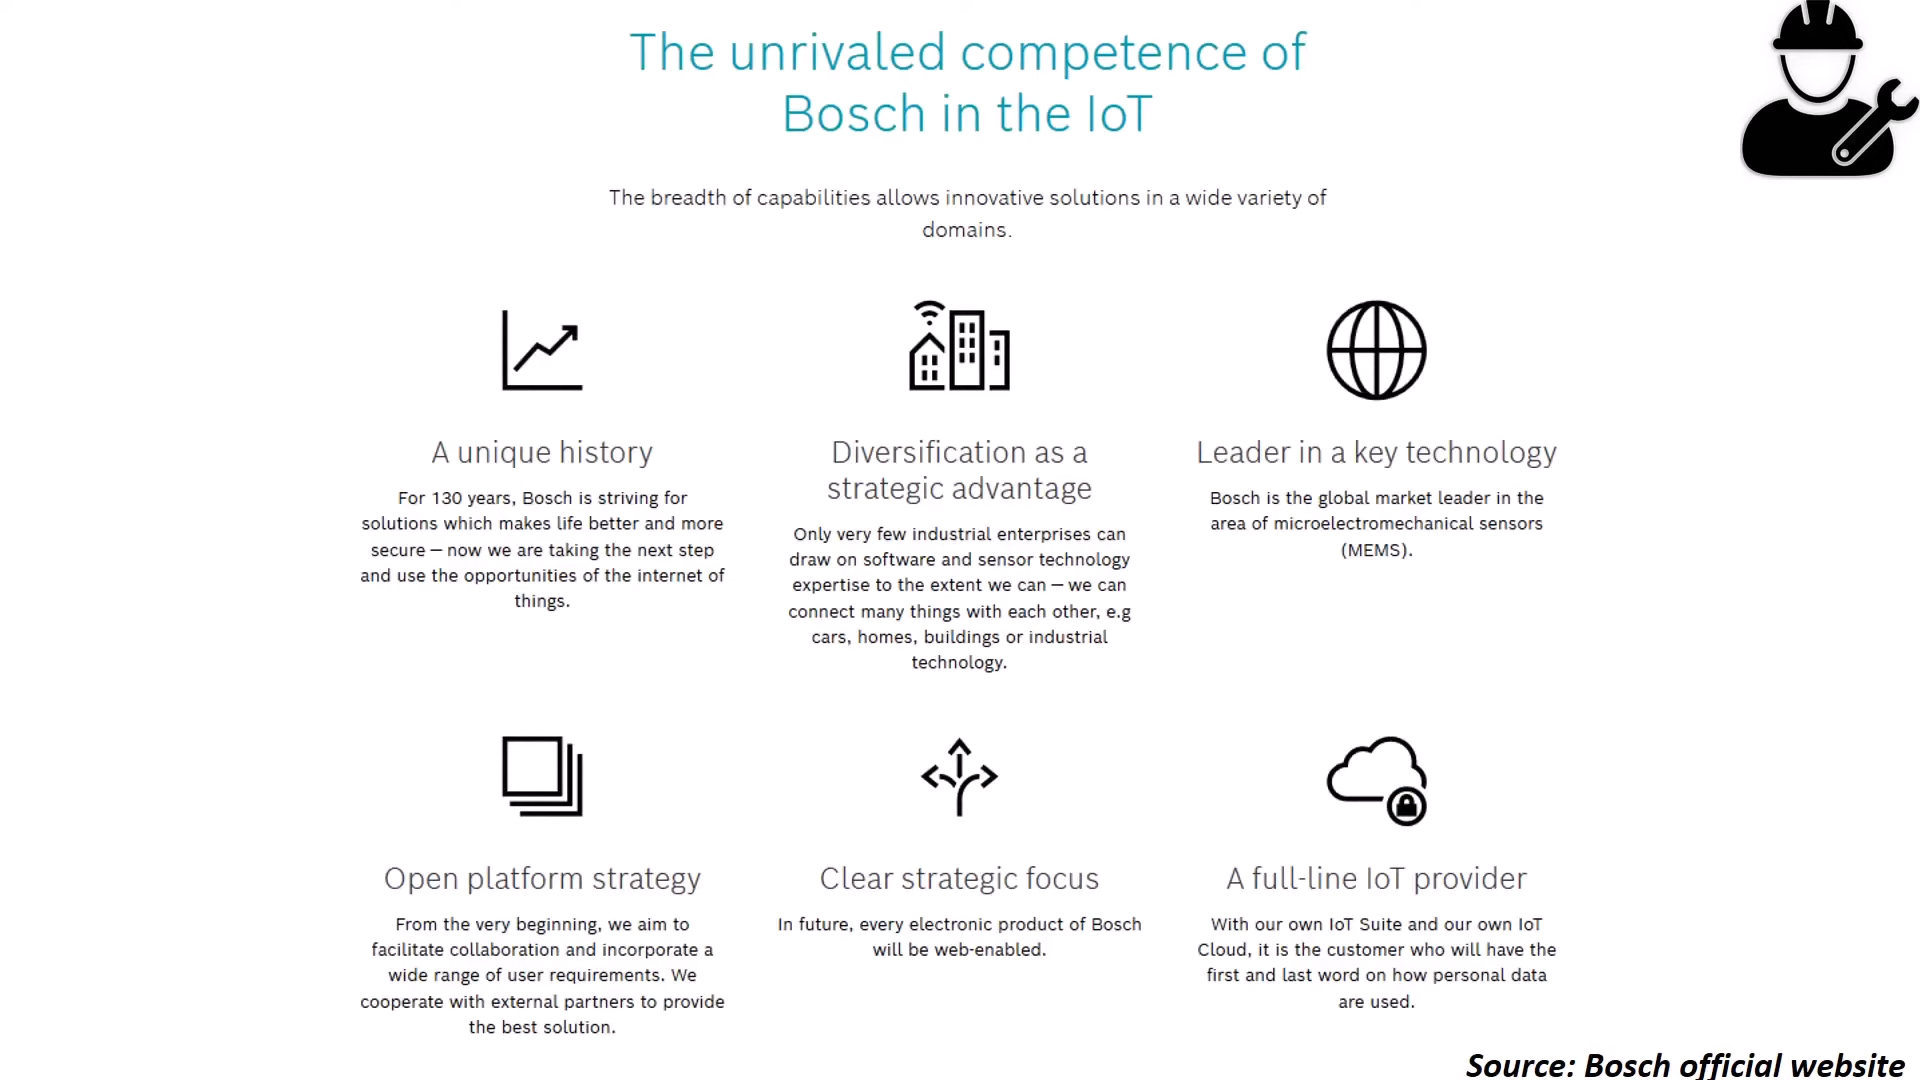 The unrivaled competence of
Bosch in the IoT
The breadth of capabilities allows innovative solutions in a wide variety of
domains.
A unique history
For 130 years, Bosch is striving for
solutions which makes life better and more
secure – now we are taking the next step
and use the opportunities of the internet of
things.
Diversification as a
strategic advantage
Only very few industrial enterprises can
draw on software and sensor technology
expertise to the extent we can – we can
connect many things with each other, e.g
cars, homes, buildings or industrial
technology.
Leader in a key technology
Bosch is the global market leader in the
area of microelectromechanical sensors
(MEMS).
Open platform strategy
From the very beginning, we aim to
facilitate collaboration and incorporate a
wide range of user requirements. We
cooperate with external partners to provide
the best solution.
Clear strategic focus
In future, every electronic product of Bosch
will be web-enabled.
A full-line IoT provider
With our own IoT Suite and our own IoT
Cloud, it is the customer who will have the
first and last word on how personal data
are used.
Source: Bosch official website